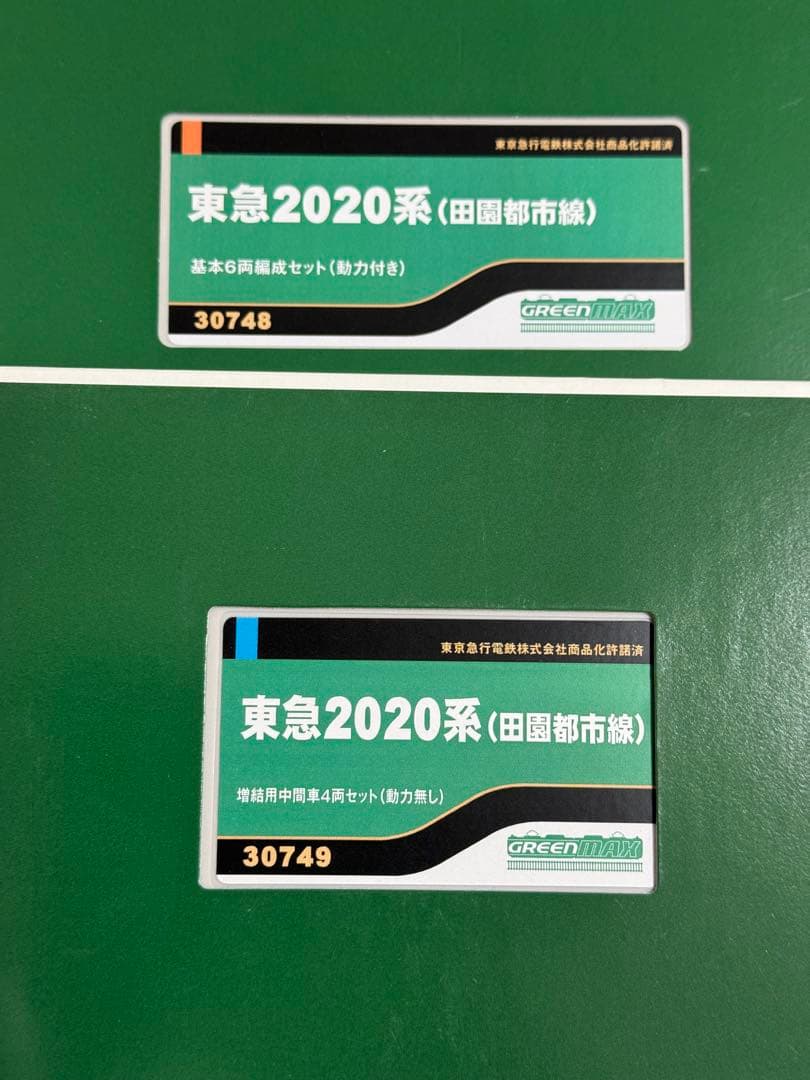 東京急行電鉄株式会社商品化許諾済
東急2020系(田園都市線)
基本6両編成セット(動力付き)
30748
GREENMAX
東京急行電鉄株式会社商品化許諾済
東急2020系(田園都市線)
増結用中間車4両セット(動力無し)
30749
GREENMAX